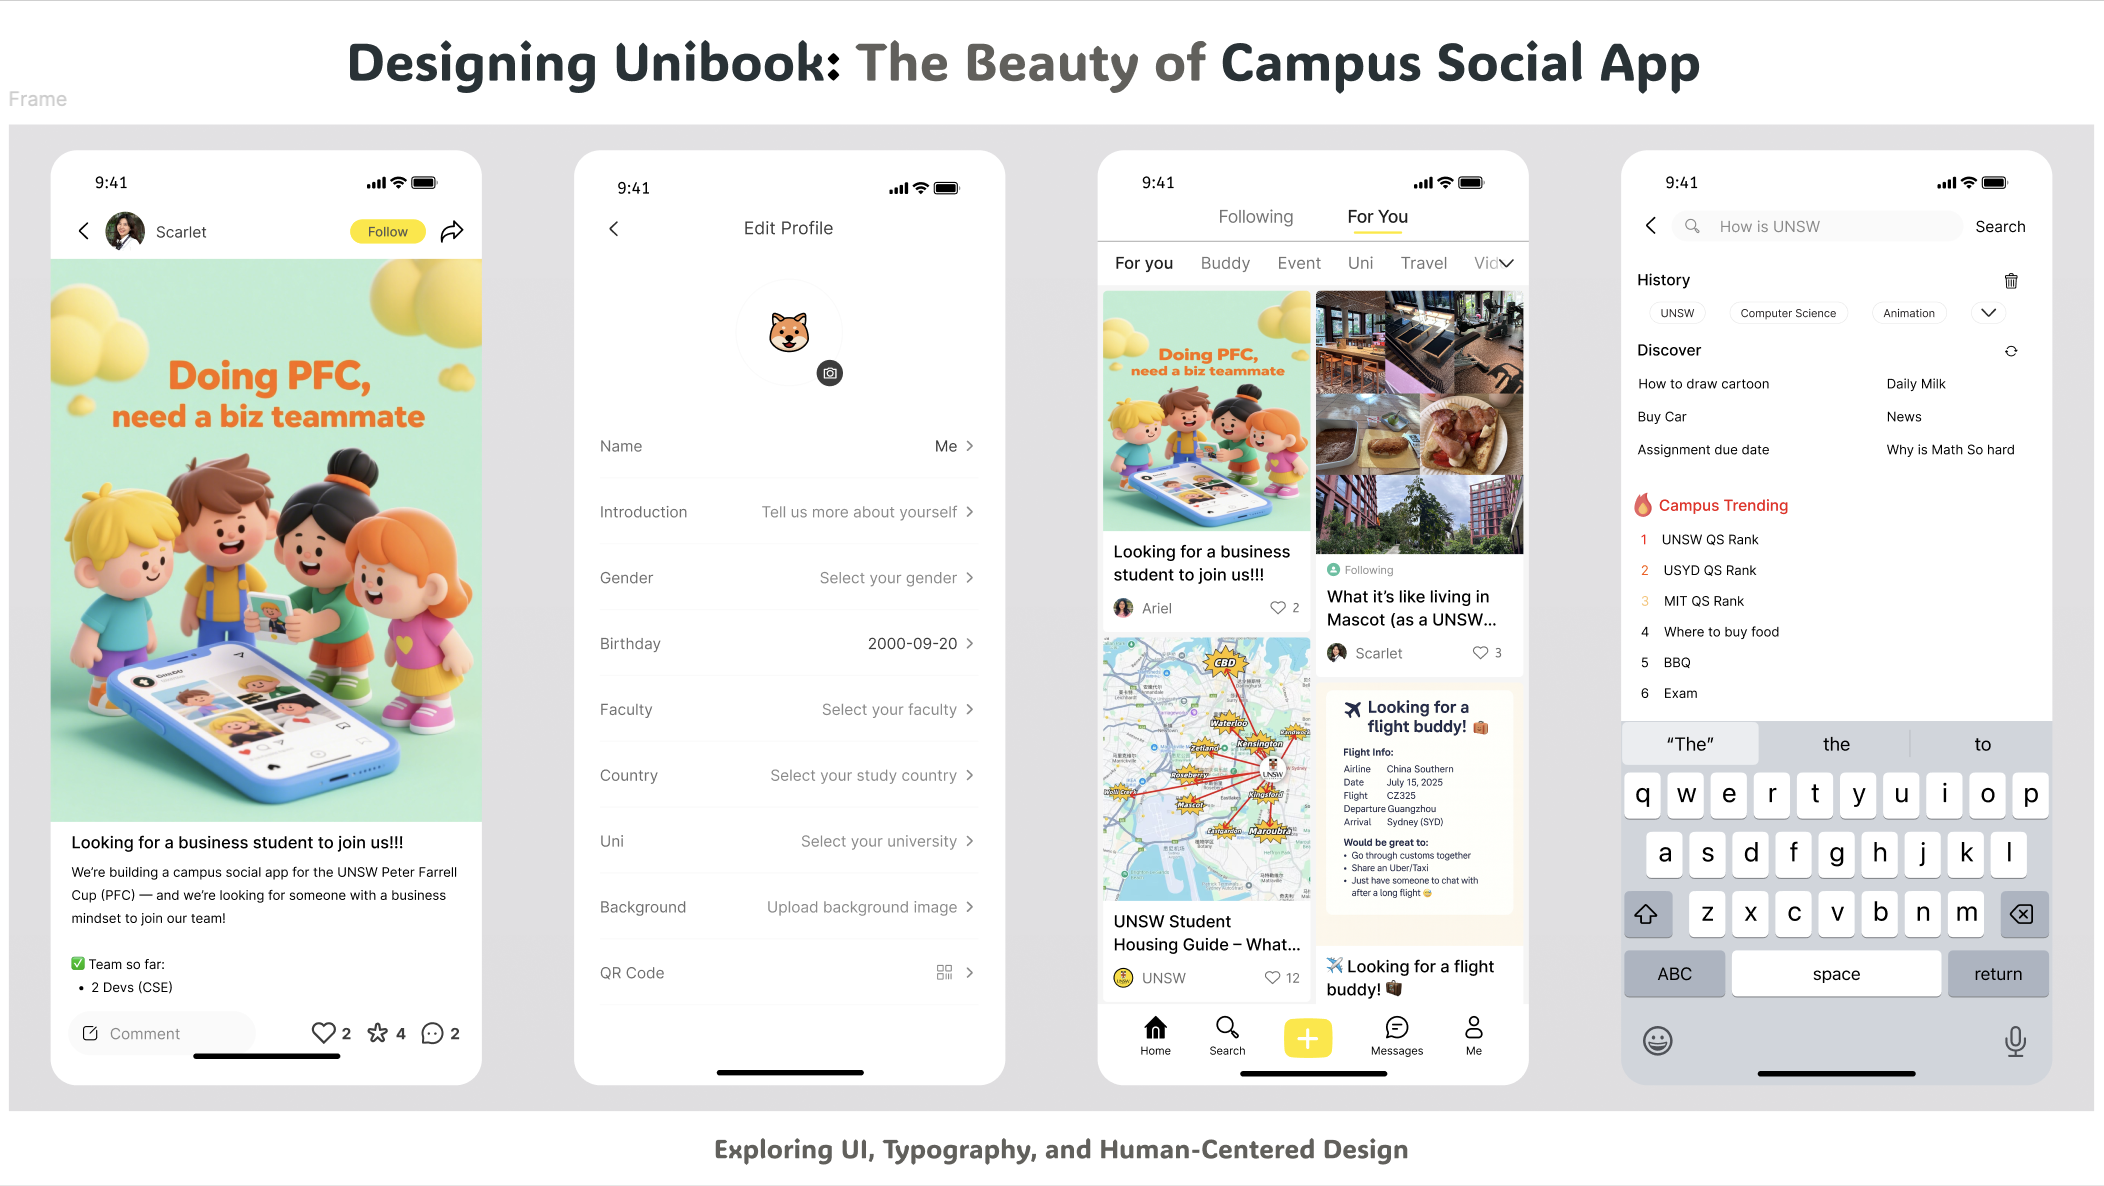 Designing Unibook: The Beauty of Campus Social App
Frame
9:41
Scarlet
Follow
Doing PFC,
need a biz teammate
Looking for a business student to join us!!!
We're building a campus social app for the UNSW Peter Farrell
Cup (PFC) — and we're looking for someone with a business
mindset to join our team!
✅ Team so far:
• 2 Devs (CSE)
Comment
2
4
2
9:41
Edit Profile
Name Me
Introduction Tell us more about yourself
Gender Select your gender
Birthday 2000-09-20
Faculty Select your faculty
Country Select your study country
Uni Select your university
Background Upload background image
QR Code
9:41
Following For You
For you Buddy Event Uni Travel Vid
Doing PFC,
need a biz teammate
Looking for a business
student to join us!!!
Ariel 2
CBD
Waterloo
Zetland
Kensington
Roseberry
UNSW
Mascot
Kingsford
Eastgardens
Maroubra
UNSW Student
Housing Guide – What...
UNSW 12
Following
What it's like living in
Mascot (as a UNSW...
Scarlet 3
Looking for a
flight buddy!
Flight Info:
Airline China Southern
Date July 15, 2025
Flight CZ325
Departure Guangzhou
Arrival Sydney (SYD)
Would be great to:
• Go through customs together
• Share an Uber/Taxi
• Just have someone to chat with
after a long flight 😊
✈️ Looking for a flight
buddy! 🧳
Home
Search
Messages
Me
9:41
How is UNSW
Search
History
UNSW
Computer Science
Animation
Discover
How to draw cartoon Daily Milk
Buy Car News
Assignment due date Why is Math So hard
Campus Trending
1 UNSW QS Rank
2 USYD QS Rank
3 MIT QS Rank
4 Where to buy food
5 BBQ
6 Exam
“The” the to
q w e r t y u i o p
a s d f g h j k l
z x c v b n m
ABC space return
Exploring UI, Typography, and Human-Centered Design